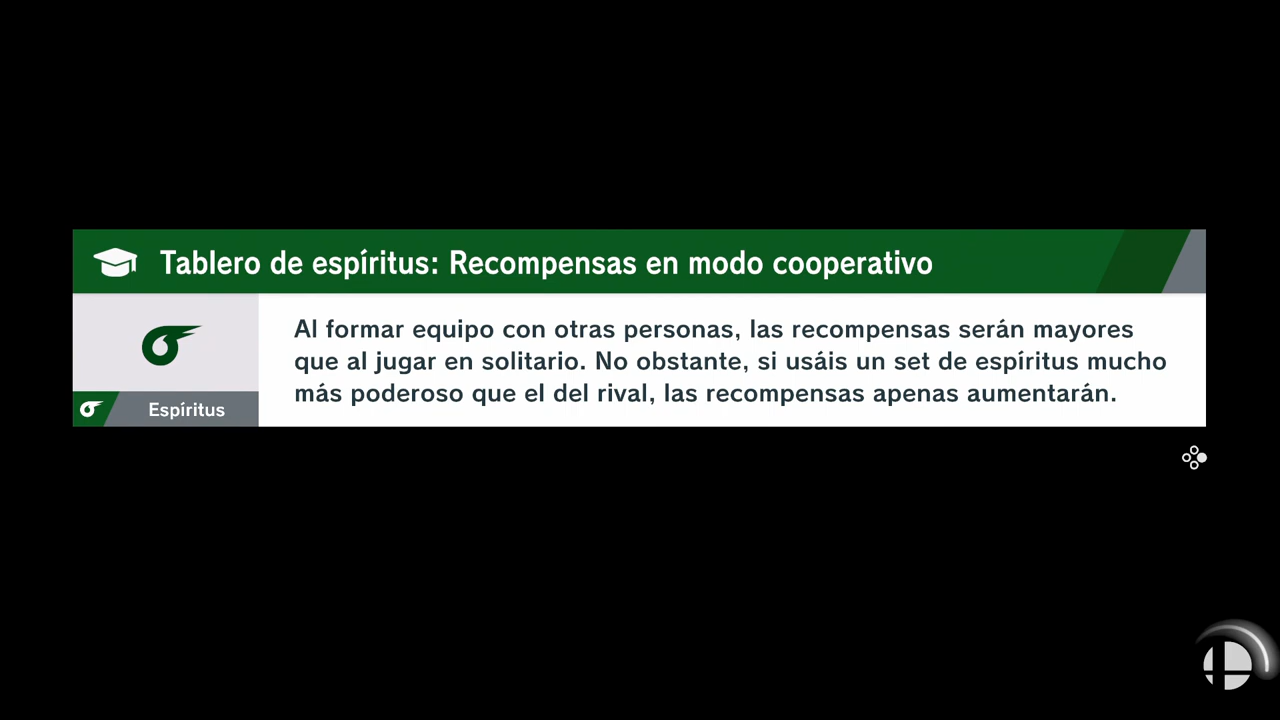 Tablero de espíritus: Recompensas en modo cooperativo
Al formar equipo con otras personas, las recompensas serán mayores
que al jugar en solitario. No obstante, si usáis un set de espíritus mucho
más poderoso que el del rival, las recompensas apenas aumentarán.
Espíritus